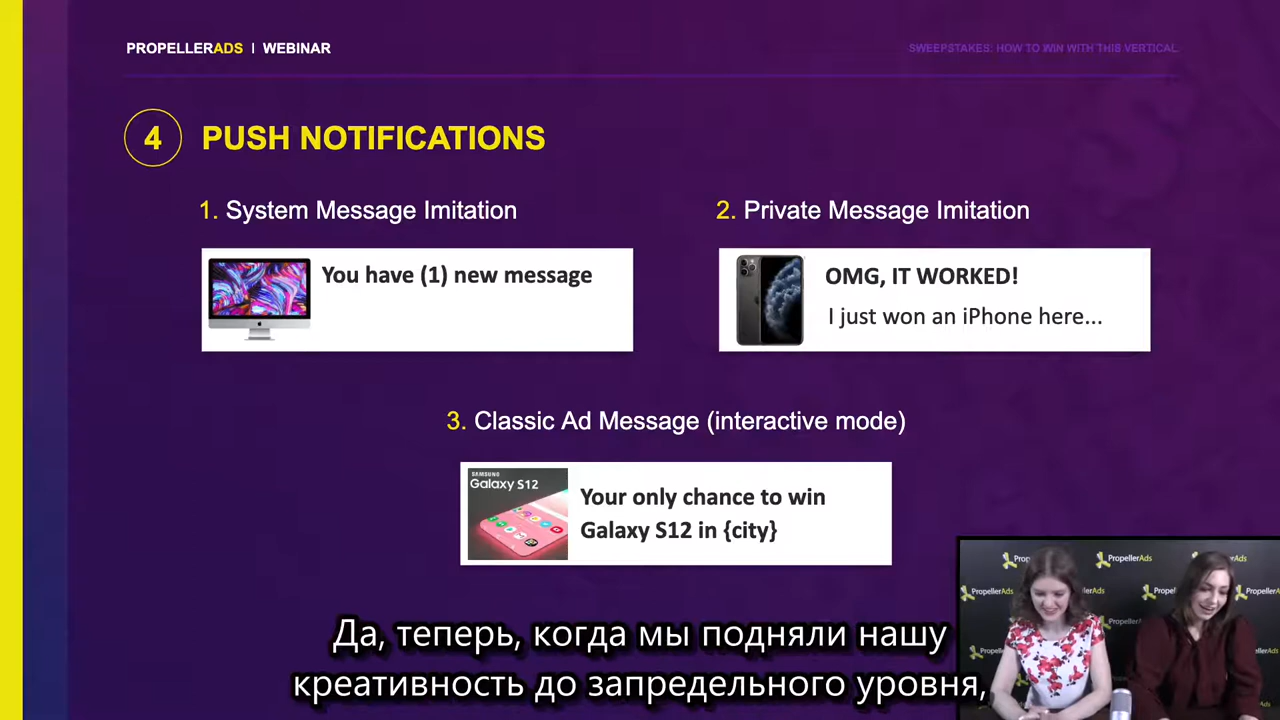 PROPELLERADS | WEBINAR
SWEEPSTAKES: HOW TO WIN WITH THIS VERTICAL
4 PUSH NOTIFICATIONS
1. System Message Imitation
You have (1) new message
2. Private Message Imitation
OMG, IT WORKED!
I just won an iPhone here...
3. Classic Ad Message (interactive mode)
SAMSUNG
Galaxy S12
Your only chance to win
Galaxy S12 in {city}
PropellerAds
PropellerAds
PropellerAds
Да, теперь, когда мы подняли нашу
креативность до запредельного уровня,